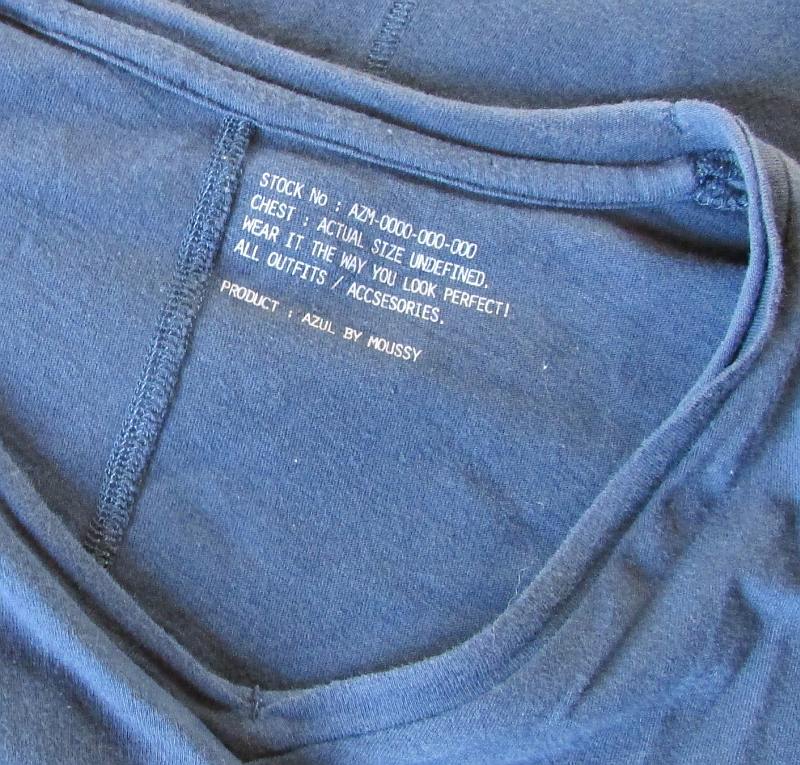 STOCK No : AZM-0000-000-000
CHEST : ACTUAL SIZE UNDEFINED.
WEAR IT THE WAY YOU LOOK PERFECT!
ALL OUTFITS / ACCSESORIES.
PRODUCT : AZUL BY MOUSSY